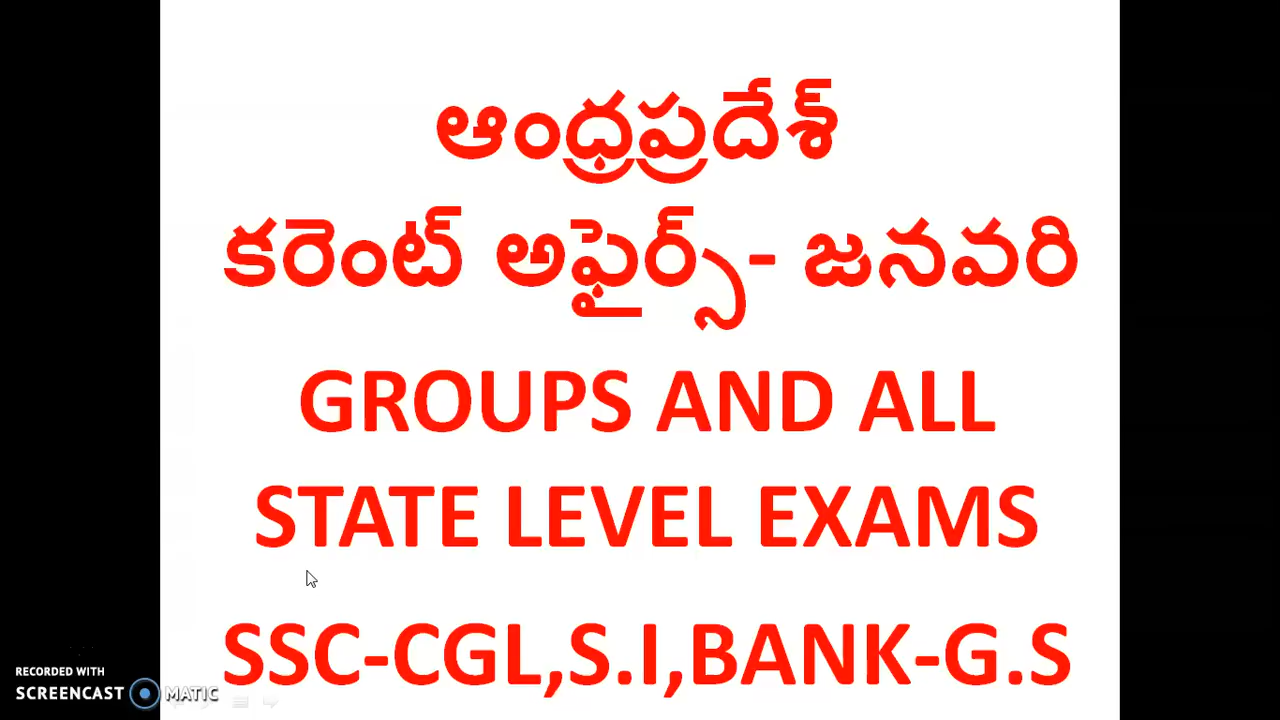 ఆంధ్రప్రదేశ్
కరెంట్ అఫైర్స్- జనవరి
GROUPS AND ALL
STATE LEVEL EXAMS
SSC-CGL,S.I,BANK-G.S
RECORDED WITH
SCREENCAST MATIC